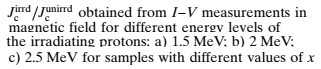 J_c^irrd/J_c^unirrd obtained from I–V measurements in
magnetic field for different energy levels of
the irradiating protons: a) 1.5 MeV; b) 2 MeV;
c) 2.5 MeV for samples with different values of x